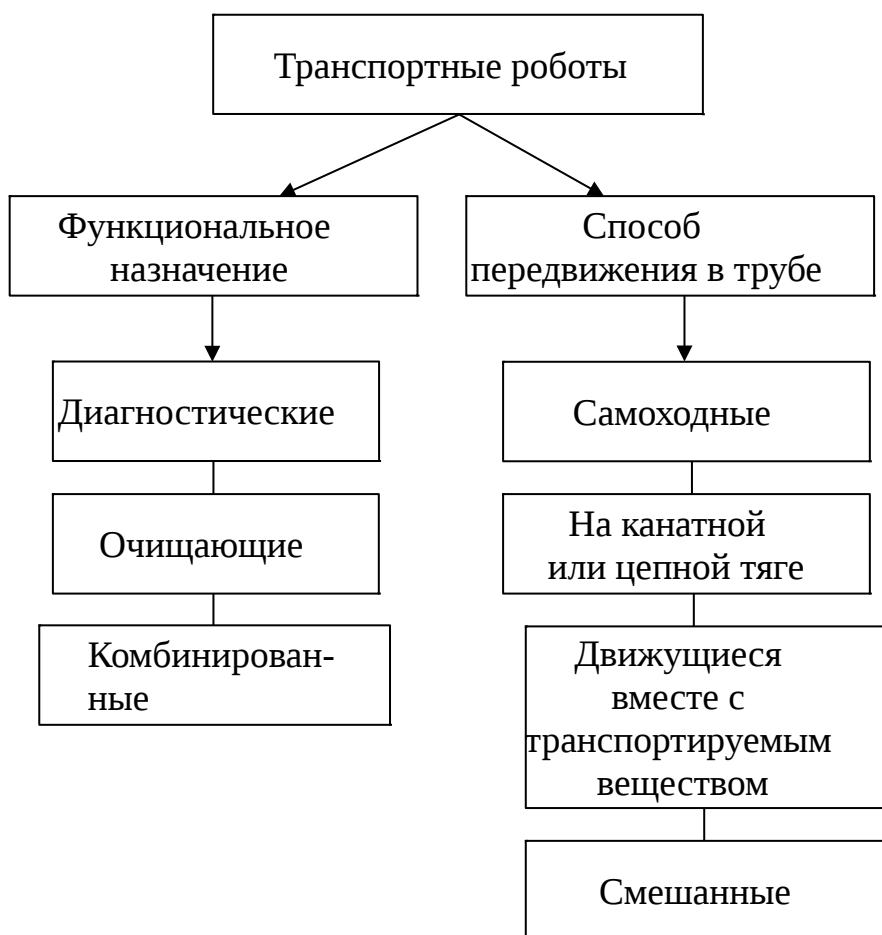 Транспортные роботы
Функциональное
назначение
Способ
передвижения в трубе
Диагностические
Самоходные
Очищающие
На канатной
или цепной тяге
Комбинирован-
ные
Движущиеся
вместе с
транспортируемым
веществом
Смешанные